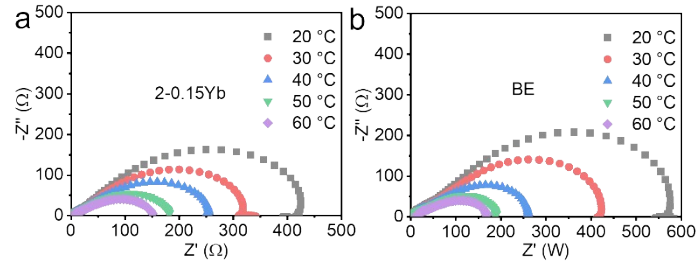 a
500
400
300
200
100
0
-Z'' (Ω)
2-0.15Yb
20 °C
30 °C
40 °C
50 °C
60 °C
0 100 200 300 400 500
Z' (Ω)
b
500
400
300
200
100
0
-Z'' (Ω)
BE
20 °C
30 °C
40 °C
50 °C
60 °C
0 100 200 300 400 500 600
Z' (W)